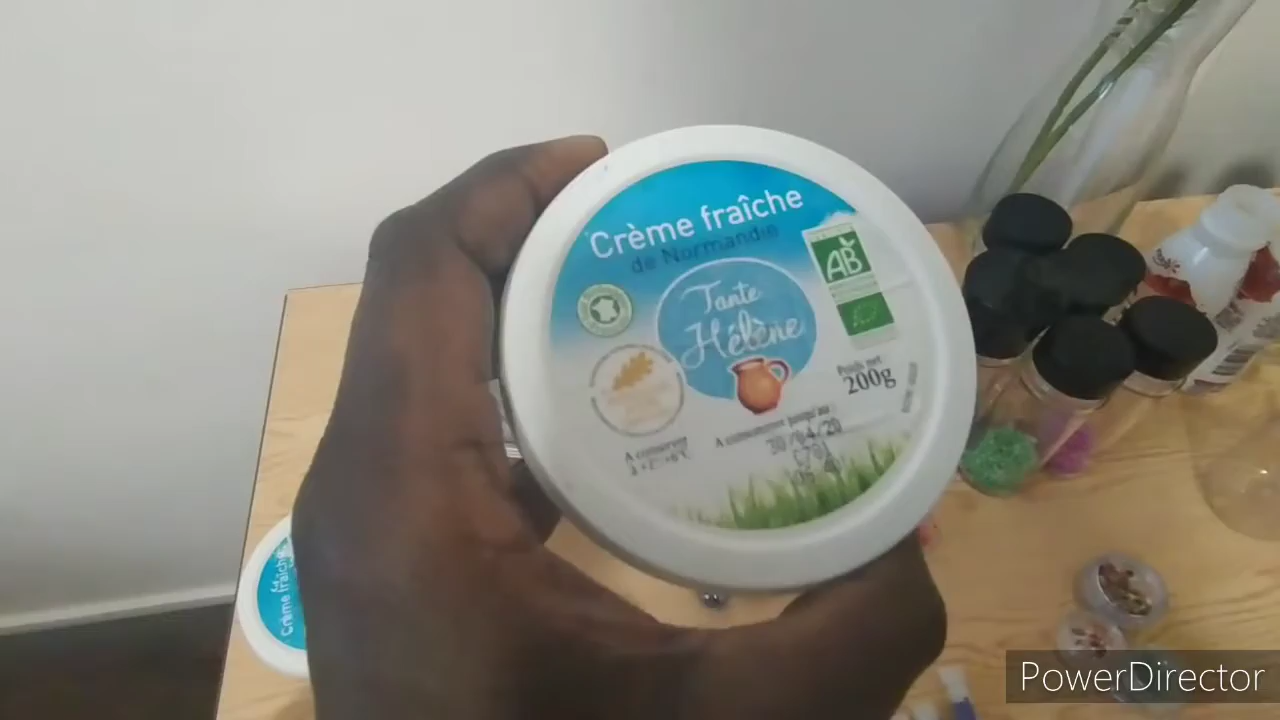 Crème fraîche
de Normandie
AB
Tante
Hélène
Poids net
200g
A consommer jusqu'au
30/04/20
A conserver
Crème fraîche
PowerDirector